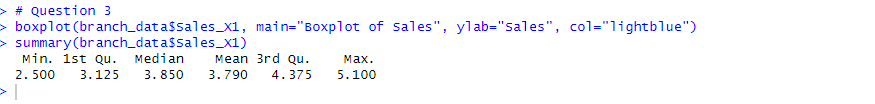 > # Question 3
> boxplot(branch_data$Sales_X1, main="Boxplot of Sales", ylab="Sales", col="lightblue")
> summary(branch_data$Sales_X1)
   Min. 1st Qu.  Median    Mean 3rd Qu.    Max.
  2.500   3.125   3.850   3.790   4.375   5.100
>